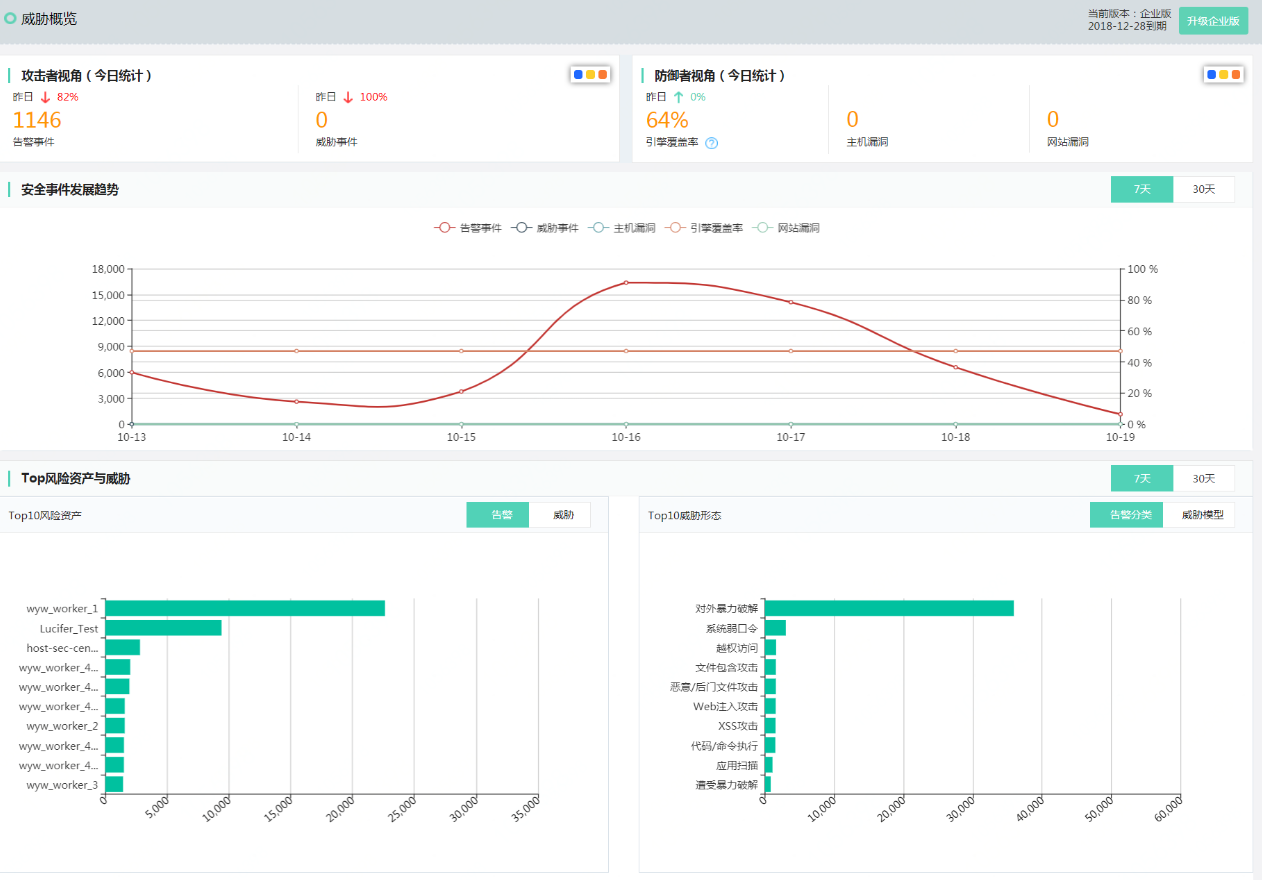 威胁概览
当前版本：企业版
2018-12-28到期
升级企业版
攻击者视角（今日统计）
昨日 82%
1146
告警事件
昨日 100%
0
威胁事件
防御者视角（今日统计）
昨日 0%
64%
引擎覆盖率 ?
0
主机漏洞
0
网站漏洞
安全事件发展趋势
7天 30天
告警事件 威胁事件 主机漏洞 引擎覆盖率 网站漏洞
18,000
15,000
12,000
9,000
6,000
3,000
0
100 %
80 %
60 %
40 %
20 %
0 %
10-13 10-14 10-15 10-16 10-17 10-18 10-19
Top风险资产与威胁
7天 30天
Top10风险资产
告警 威胁
wyw_worker_1
Lucifer_Test
host-sec-cen...
wyw_worker_4...
wyw_worker_4...
wyw_worker_4...
wyw_worker_2
wyw_worker_4...
wyw_worker_4...
wyw_worker_3
0 5,000 10,000 15,000 20,000 25,000 30,000 35,000
Top10威胁形态
告警分类 威胁模型
对外暴力破解
系统弱口令
越权访问
文件包含攻击
恶意/后门文件攻击
Web注入攻击
XSS攻击
代码/命令执行
应用扫描
遭受暴力破解
0 10,000 20,000 30,000 40,000 50,000 60,000